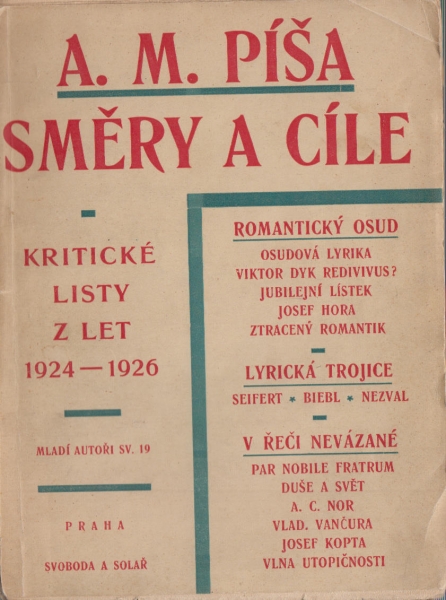 A. M. PÍŠA
SMĚRY A CÍLE
KRITICKÉ
LISTY
Z LET
1924 — 1926
MLADÍ AUTOŘI SV. 19
PRAHA
SVOBODA A SOLAŘ
ROMANTICKÝ OSUD
OSUDOVÁ LYRIKA
VIKTOR DYK REDIVIVUS?
JUBILEJNÍ LÍSTEK
JOSEF HORA
ZTRACENÝ ROMANTIK
LYRICKÁ TROJICE
SEIFERT * BIEBL * NEZVAL
V ŘEČI NEVÁZANÉ
PAR NOBILE FRATRUM
DUŠE A SVĚT
A. C. NOR
VLAD. VANČURA
JOSEF KOPTA
VLNA UTOPIČNOSTI